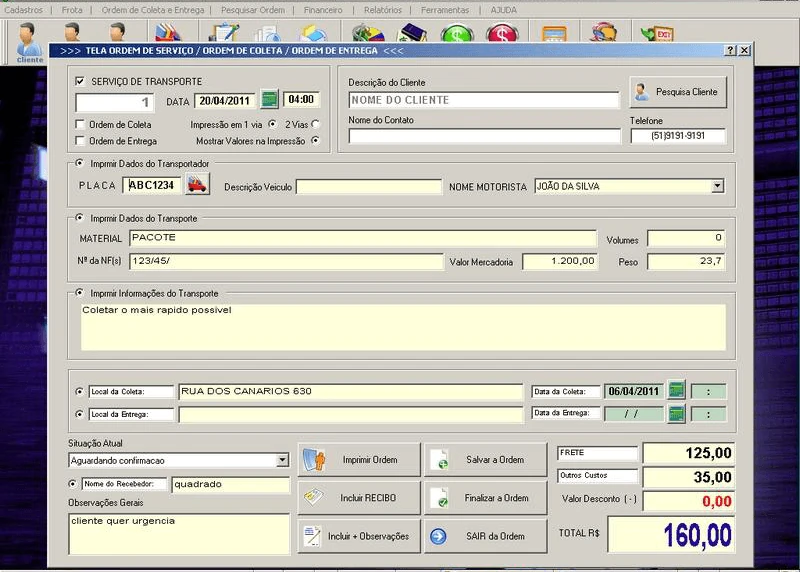 Cadastros | Frota | Ordem de Coleta e Entrega | Pesquisar Ordem | Financeiro | Relatórios | Ferramentas | AJUDA
cliente
EXIT
>>> TELA ORDEM DE SERVIÇO / ORDEM DE COLETA / ORDEM DE ENTREGA <<<
SERVIÇO DE TRANSPORTE
1 DATA 20/04/2011 04:00
Ordem de Coleta Impressão em 1 via 2 Vias
Ordem de Entrega Mostrar Valores na Impressão
Descrição do Cliente
NOME DO CLIENTE Pesquisa Cliente
Nome do Contato Telefone
(51)9191-9191
Imprimir Dados do Transportador
PLACA ABC1234 Descrição Veiculo NOME MOTORISTA JOÃO DA SILVA
Imprimir Dados do Transporte
MATERIAL PACOTE Volumes 0
Nº da NF(s) 123/45/ Valor Mercadoria 1.200,00 Peso 23,7
Imprimir Informações do Transporte
Coletar o mais rapido possivel
Local da Coleta: RUA DOS CANARIOS 630 Data da Coleta: 06/04/2011 :
Local da Entrega: Data da Entrega: / / :
Situação Atual
Aguardando confirmacao
Nome do Recebedor: quadrado
Observações Gerais
cliente quer urgencia
Imprimir Ordem Salvar a Ordem
Incluir RECIBO Finalizar a Ordem
Incluir + Observações SAIR da Ordem
FRETE 125,00
Outros Custos 35,00
Valor Desconto (-) 0,00
TOTAL R$ 160,00